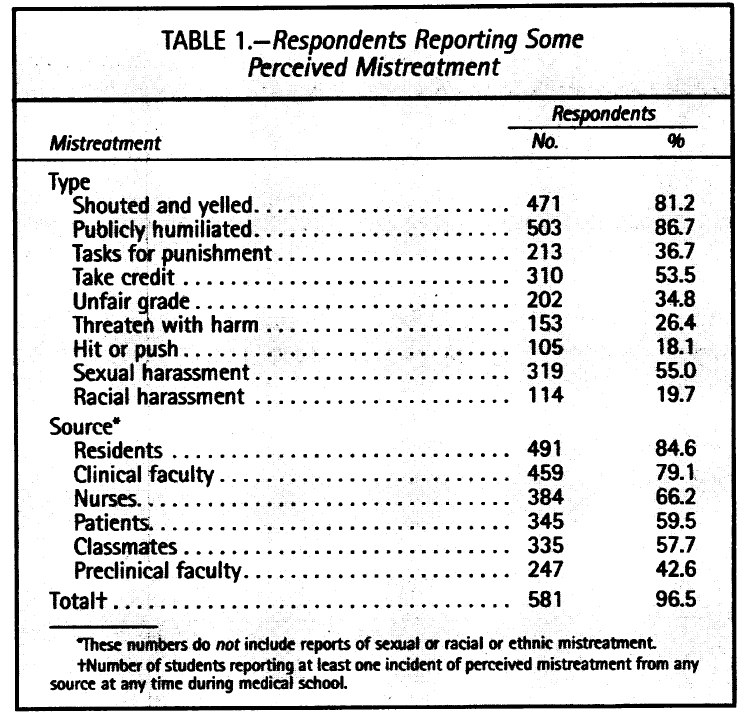 TABLE 1.—Respondents Reporting Some
Perceived Mistreatment
Respondents
Mistreatment No. %
Type
Shouted and yelled. . . . . . . . . . . . . . . . . . . . . . . . 471 81.2
Publicly humiliated. . . . . . . . . . . . . . . . . . . . . . . . 503 86.7
Tasks for punishment . . . . . . . . . . . . . . . . . . . . . . 213 36.7
Take credit . . . . . . . . . . . . . . . . . . . . . . . . . . . . . . 310 53.5
Unfair grade . . . . . . . . . . . . . . . . . . . . . . . . . . . . . 202 34.8
Threaten with harm . . . . . . . . . . . . . . . . . . . . . . . 153 26.4
Hit or push . . . . . . . . . . . . . . . . . . . . . . . . . . . . . . 105 18.1
Sexual harassment . . . . . . . . . . . . . . . . . . . . . . . . 319 55.0
Racial harassment . . . . . . . . . . . . . . . . . . . . . . . . 114 19.7
Source*
Residents . . . . . . . . . . . . . . . . . . . . . . . . . . . . . . . 491 84.6
Clinical faculty . . . . . . . . . . . . . . . . . . . . . . . . . . . 459 79.1
Nurses. . . . . . . . . . . . . . . . . . . . . . . . . . . . . . . . . . 384 66.2
Patients. . . . . . . . . . . . . . . . . . . . . . . . . . . . . . . . . 345 59.5
Classmates . . . . . . . . . . . . . . . . . . . . . . . . . . . . . . 335 57.7
Preclinical faculty. . . . . . . . . . . . . . . . . . . . . . . . . 247 42.6
Total† . . . . . . . . . . . . . . . . . . . . . . . . . . . . . . . . . . . 581 96.5
*These numbers do not include reports of sexual or racial or ethnic mistreatment.
†Number of students reporting at least one incident of perceived mistreatment from any
source at any time during medical school.